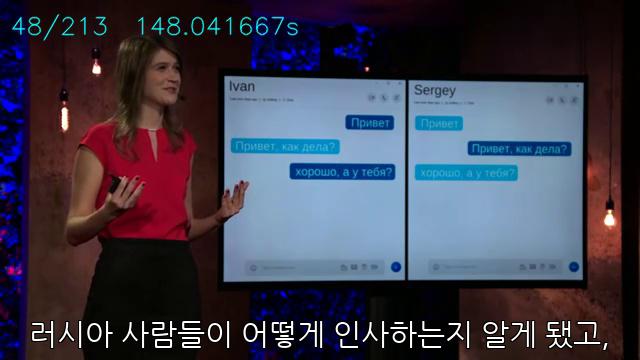 48/213 148.041667s
Ivan
Привет
Привет, как дела?
хорошо, а у тебя?
Sergey
Привет
Привет, как дела?
хорошо, а у тебя?
러시아 사람들이 어떻게 인사하는지 알게 됐고,